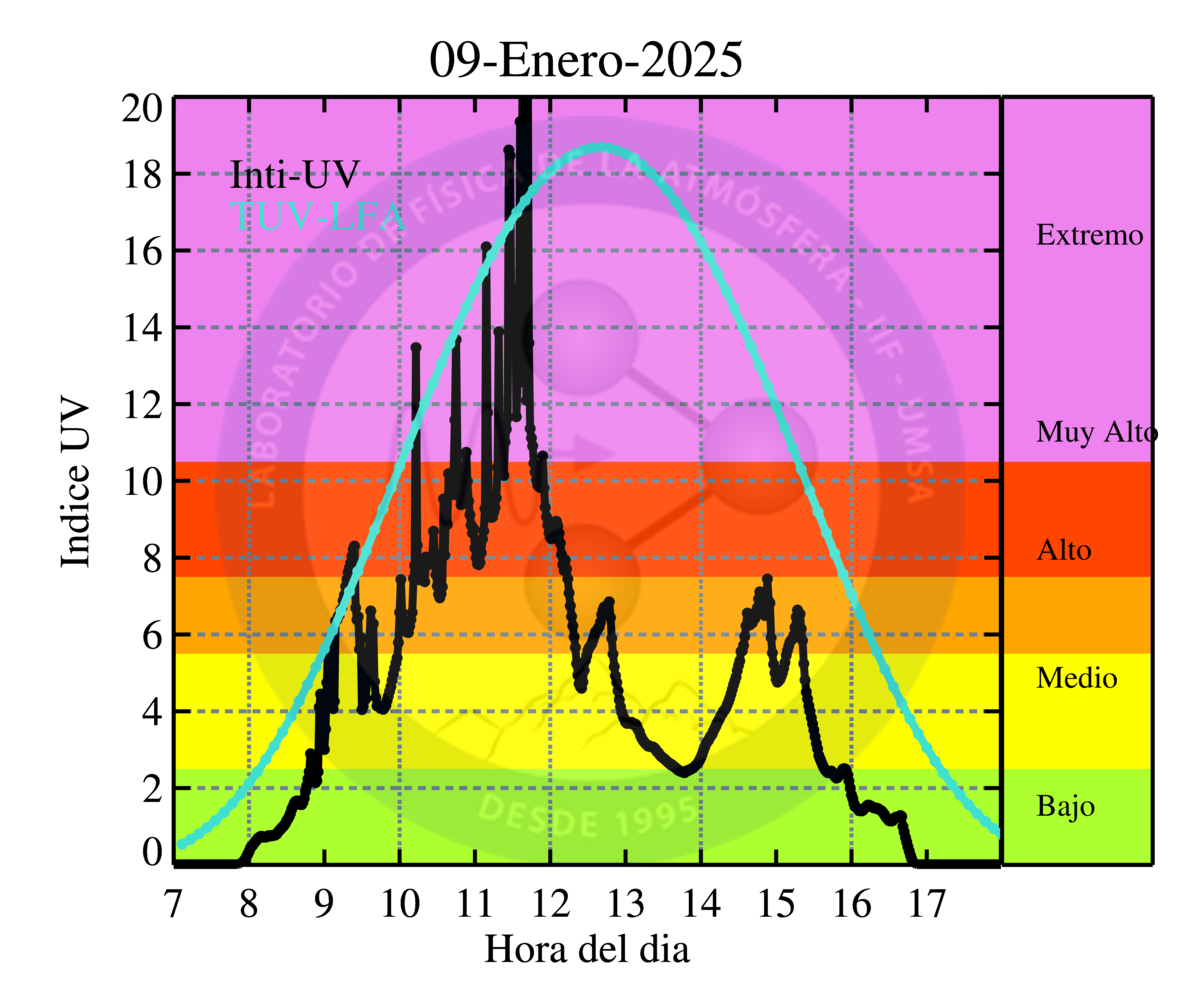 09-Enero-2025
20
18
16
14
12
10
8
6
4
2
0
Indice UV
Inti-UV
TUV-LFA
LABORATORIO DE FÍSICA DE LA ATMÓSFERA - IIF - UMSA
DESDE 1995
Extremo
Muy Alto
Alto
Medio
Bajo
7 8 9 10 11 12 13 14 15 16 17
Hora del dia